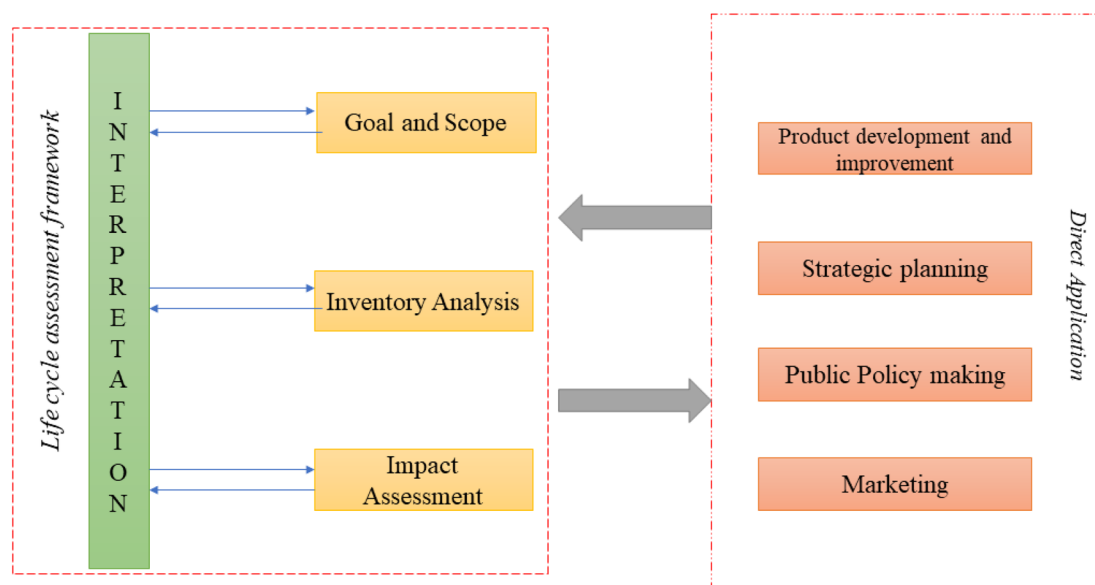 Life cycle assessment framework
INTERPRETATION
Goal and Scope
Inventory Analysis
Impact
Assessment
Product development and
improvement
Strategic planning
Public Policy making
Marketing
Direct Application